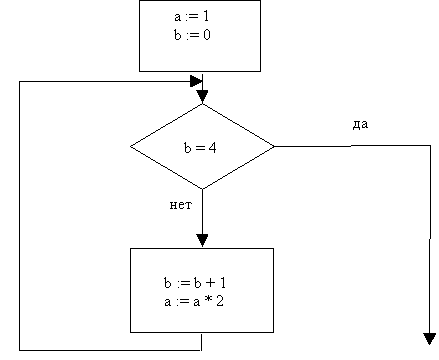 a := 1
b := 0
да
b = 4
нет
b := b + 1
a := a * 2